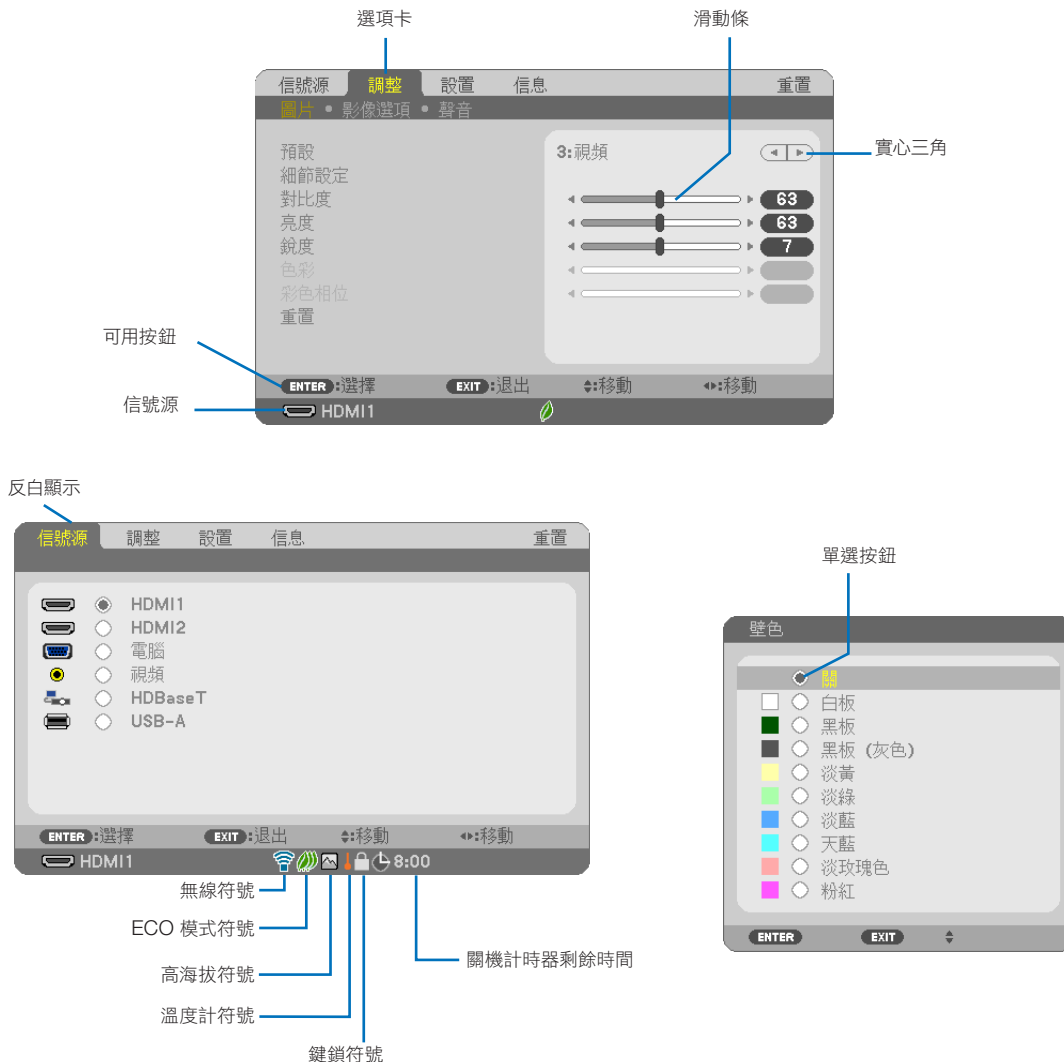 選項卡
滑動條
信號源 調整 設置 信息 重置
圖片 • 影像選項 • 聲音
預設 3:視頻
實心三角
細節設定
對比度 63
亮度 63
銳度 7
色彩
彩色相位
重置
可用按鈕
ENTER:選擇 EXIT:退出 :移動 :移動
信號源
HDMI1
反白顯示
信號源 調整 設置 信息 重置
HDMI1
HDMI2
電腦
視頻
HDBaseT
USB-A
ENTER:選擇 EXIT:退出 :移動 :移動
HDMI1 8:00
無線符號
ECO 模式符號
高海拔符號
溫度計符號
鍵鎖符號
關機計時器剩餘時間
單選按鈕
壁色
關
白板
黑板
黑板 (灰色)
淡黃
淡綠
淡藍
天藍
淡玫瑰色
粉紅
ENTER EXIT